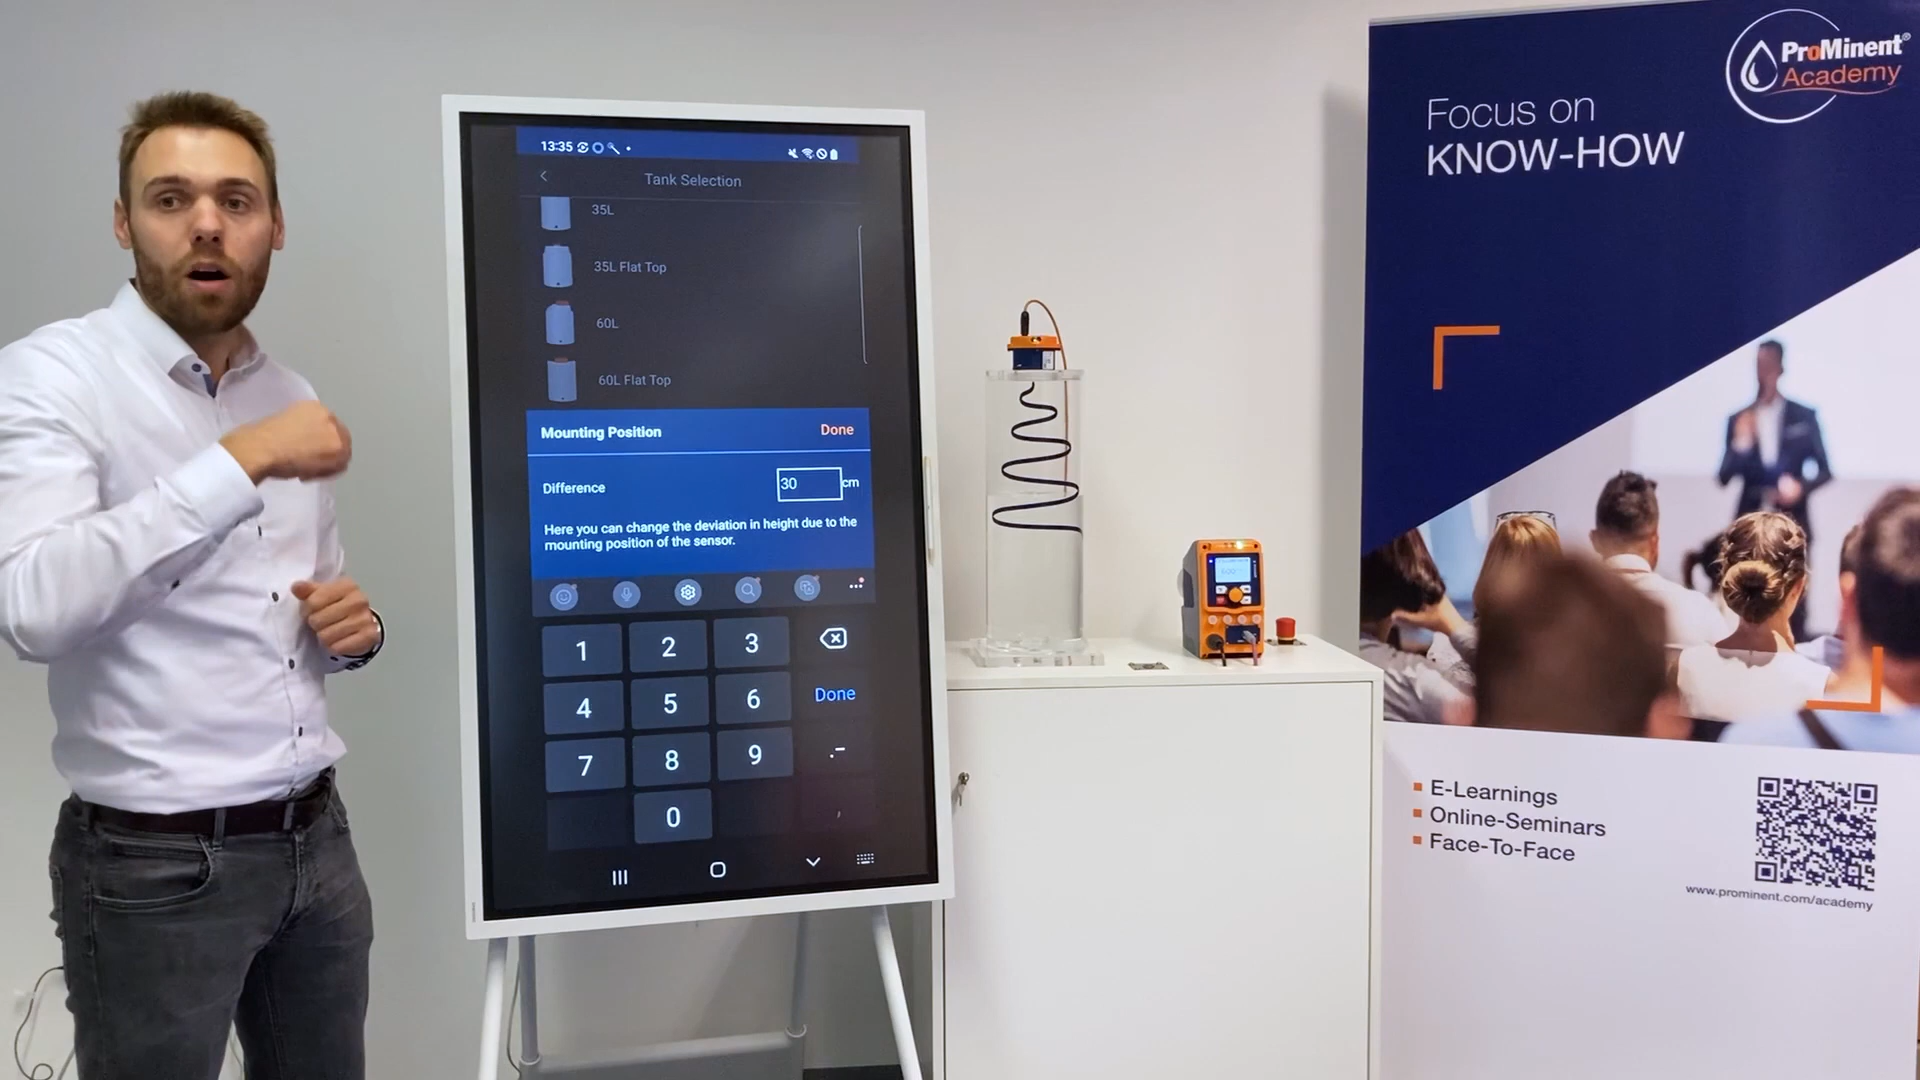 13:35
Tank Selection
35L
35L Flat Top
60L
60L Flat Top
Mounting Position
Done
Difference
30
cm
Here you can change the deviation in height due to the
mounting position of the sensor.
1
2
3
4
5
6
Done
7
8
9
.-
0
,
ProMinent®
Academy
Focus on
KNOW-HOW
E-Learnings
Online-Seminars
Face-To-Face
www.prominent.com/academy